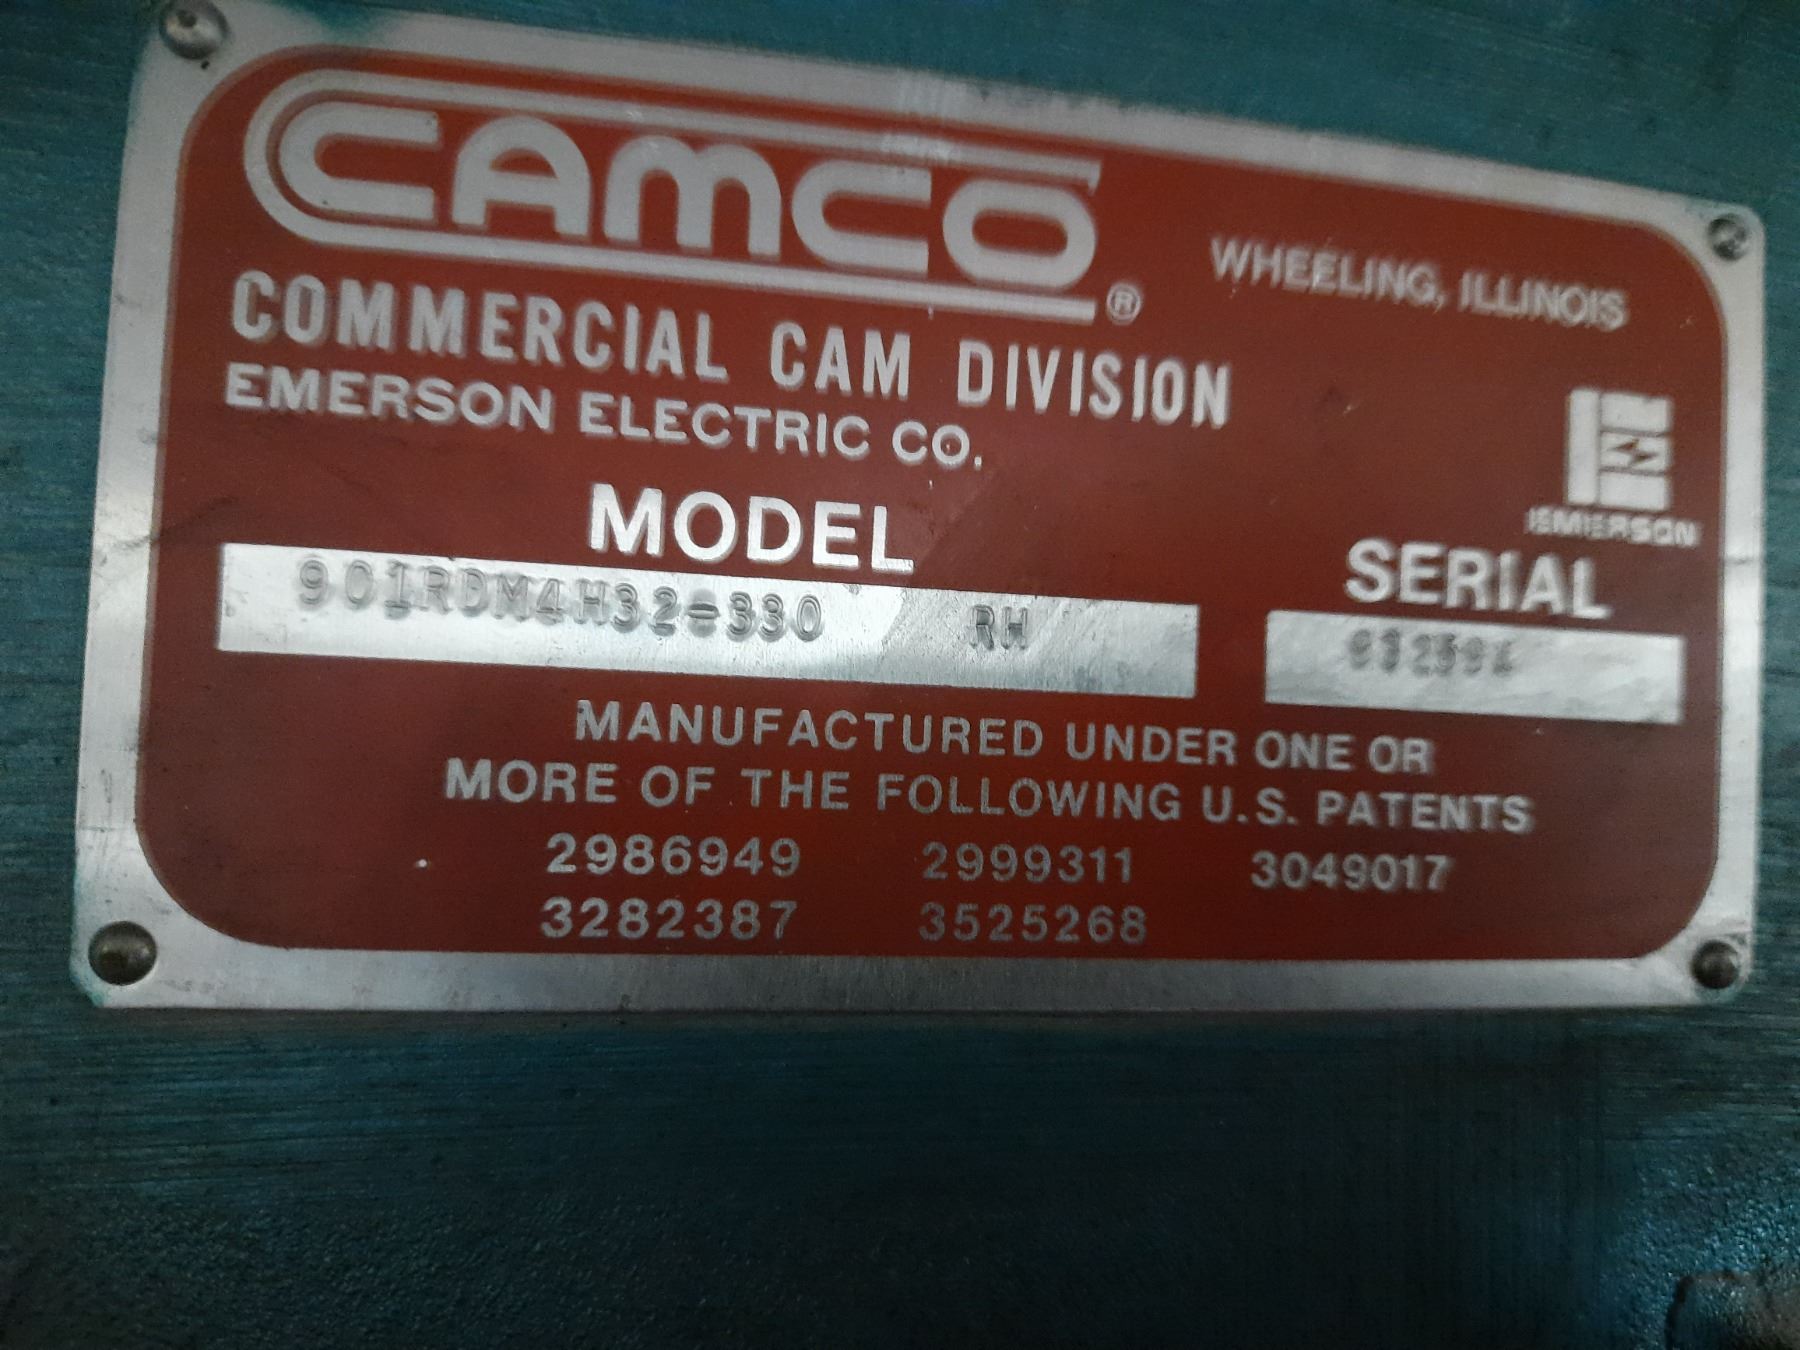 CAMCO®
WHEELING, ILLINOIS
COMMERCIAL CAM DIVISION
EMERSON ELECTRIC CO.
EMERSON
MODEL
901RDM4H32-330 RH
SERIAL
MANUFACTURED UNDER ONE OR
MORE OF THE FOLLOWING U.S. PATENTS
2986949 2999311 3049017
3282387 3525268